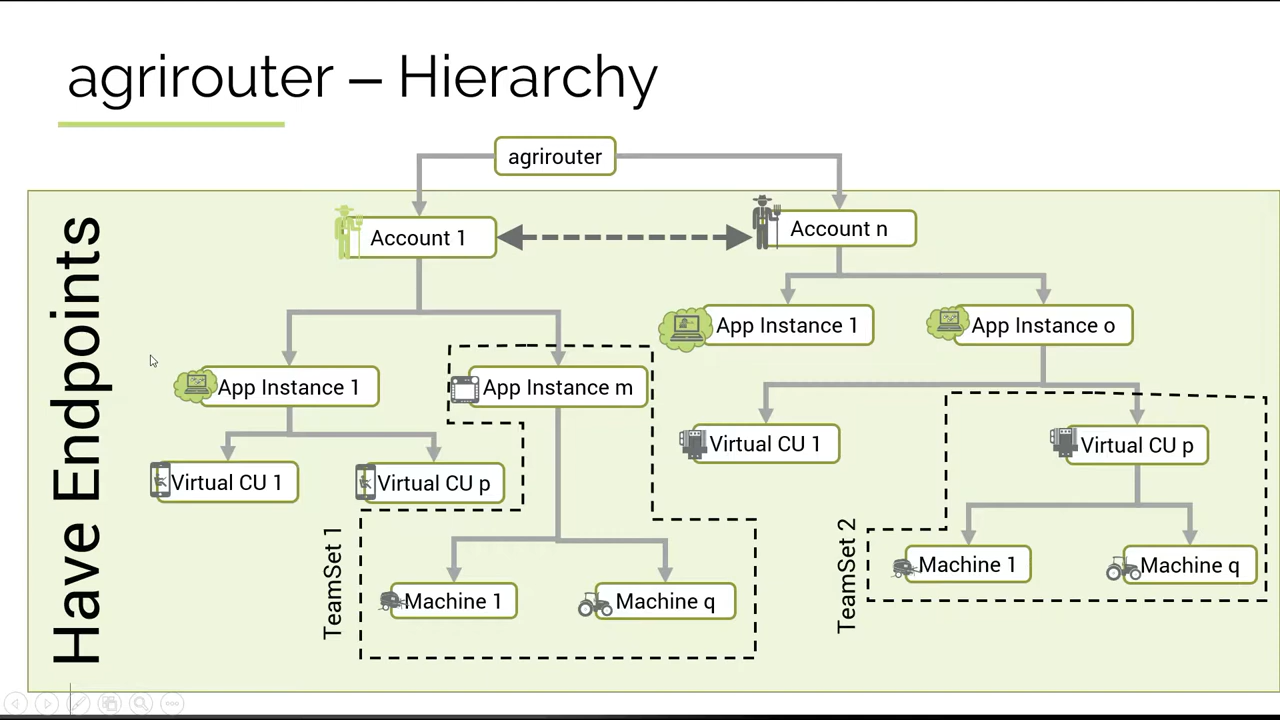 agrirouter – Hierarchy
agrirouter
Have Endpoints
Account 1
Account n
App Instance 1
App Instance o
App Instance 1
App Instance m
Virtual CU 1
Virtual CU p
Virtual CU 1
Virtual CU p
TeamSet 1
TeamSet 2
Machine 1
Machine q
Machine 1
Machine q